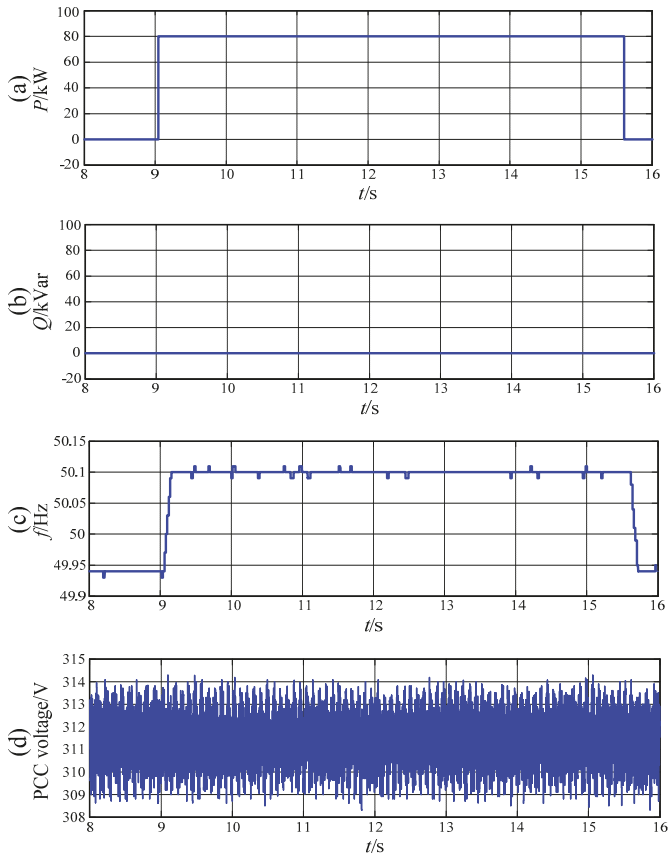 (a)
P/kW
100
80
60
40
20
0
-20
8 9 10 11 12 13 14 15 16
t/s
(b)
Q/kVar
100
80
60
40
20
0
-20
8 9 10 11 12 13 14 15 16
t/s
(c)
f/Hz
50.15
50.1
50.05
50
49.95
49.9
8 9 10 11 12 13 14 15 16
t/s
(d)
PCC voltage/V
315
314
313
312
311
310
309
308
8 9 10 11 12 13 14 15 16
t/s